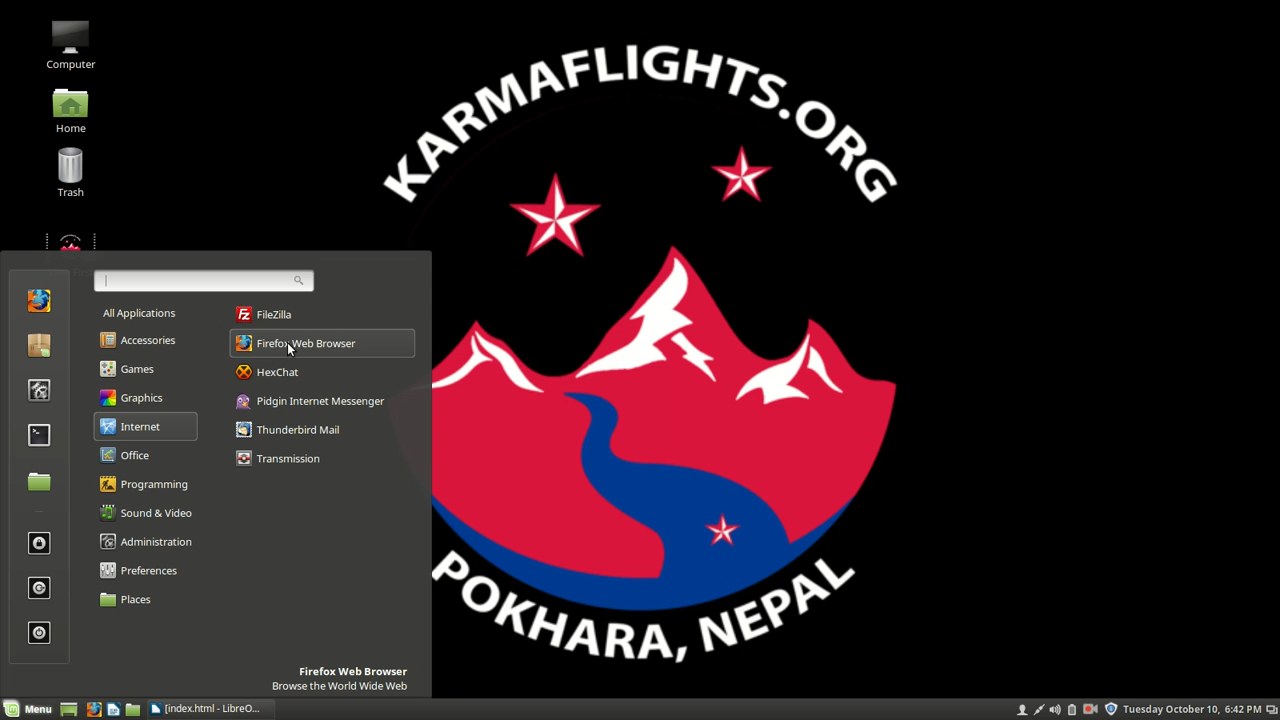 Computer
Home
Trash
KARMAFLIGHTS.ORG
POKHARA, NEPAL
All Applications
Accessories
Games
Graphics
Internet
Office
Programming
Sound & Video
Administration
Preferences
Places
FileZilla
Firefox Web Browser
HexChat
Pidgin Internet Messenger
Thunderbird Mail
Transmission
Firefox Web Browser
Browse the World Wide Web
Menu
[index.html - LibreO...
Tuesday October 10, 6:42 PM